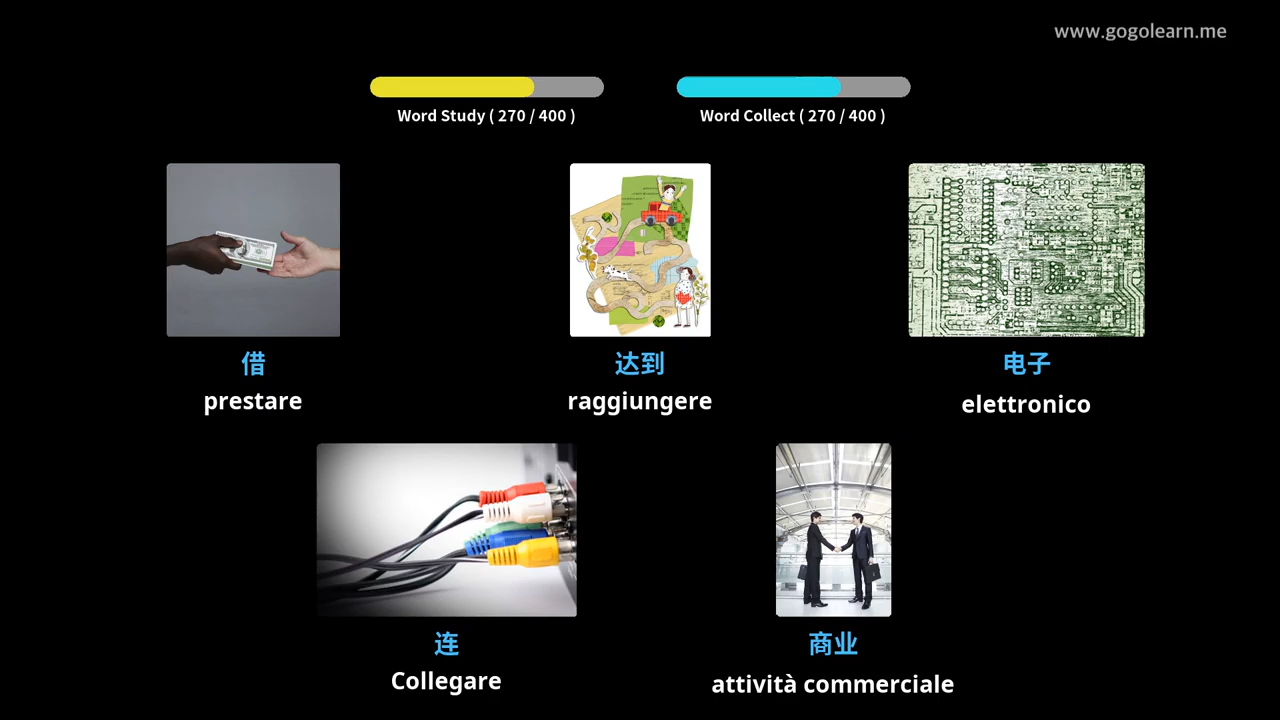 www.gogolearn.me
Word Study ( 270 / 400 )
Word Collect ( 270 / 400 )
借
prestare
达到
raggiungere
电子
elettronico
连
Collegare
商业
attività commerciale